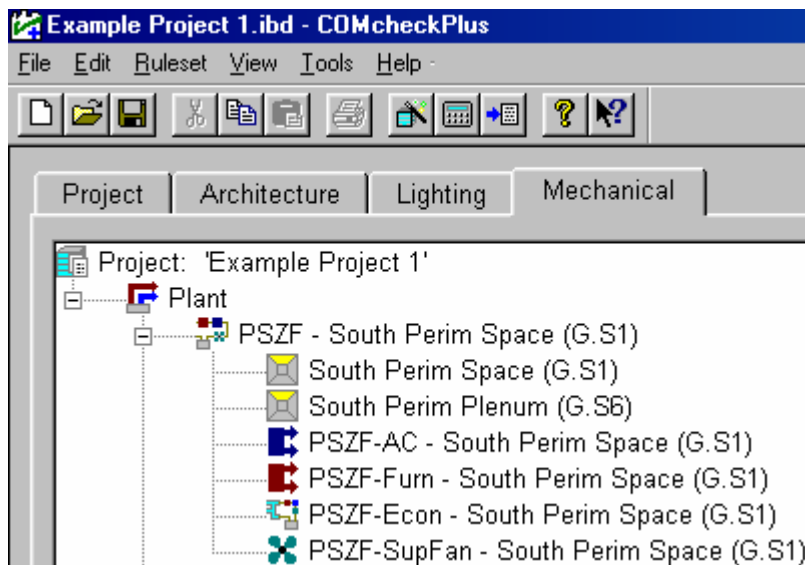 Example Project 1.ibd - COMcheckPlus
File Edit Ruleset View Tools Help
Project Architecture Lighting Mechanical
Project: 'Example Project 1'
Plant
PSZF - South Perim Space (G.S1)
South Perim Space (G.S1)
South Perim Plenum (G.S6)
PSZF-AC - South Perim Space (G.S1)
PSZF-Furn - South Perim Space (G.S1)
PSZF-Econ - South Perim Space (G.S1)
PSZF-SupFan - South Perim Space (G.S1)